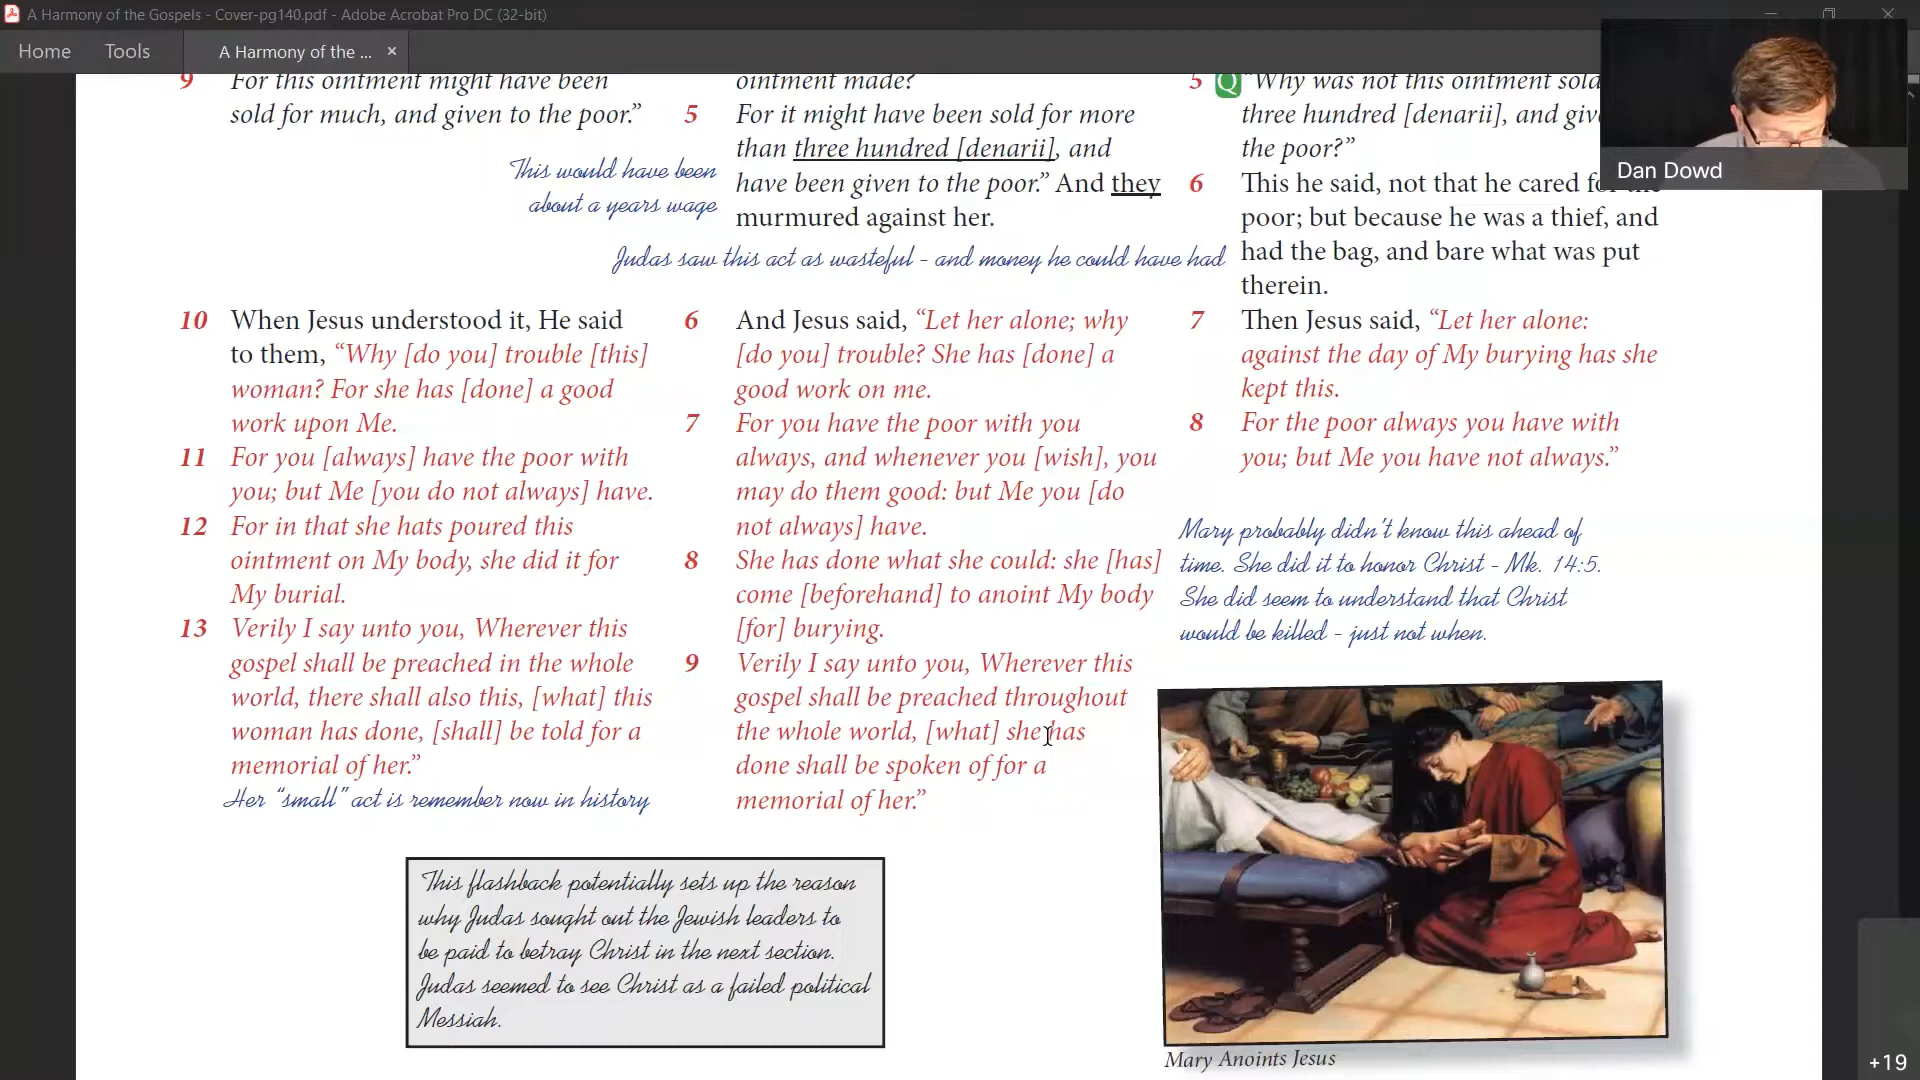 A Harmony of the Gospels - Cover-pg140.pdf - Adobe Acrobat Pro DC (32-bit)
Home
Tools
A Harmony of the ...
×
9 For this ointment might have been
sold for much, and given to the poor.”
This would have been
about a years wage
ointment made?
5 For it might have been sold for more
than three hundred [denarii], and
have been given to the poor.” And they
murmured against her.
5 Q “Why was not this ointment sold
three hundred [denarii], and giv
the poor?”
6 This he said, not that he cared for the
poor; but because he was a thief, and
had the bag, and bare what was put
therein.
Dan Dowd
Judas saw this act as wasteful - and money he could have had
10 When Jesus understood it, He said
to them, “Why [do you] trouble [this]
woman? For she has [done] a good
work upon Me.
11 For you [always] have the poor with
you; but Me [you do not always] have.
12 For in that she hats poured this
ointment on My body, she did it for
My burial.
13 Verily I say unto you, Wherever this
gospel shall be preached in the whole
world, there shall also this, [what] this
woman has done, [shall] be told for a
memorial of her.”
Her “small” act is remember now in history
6 And Jesus said, “Let her alone; why
[do you] trouble? She has [done] a
good work on me.
7 For you have the poor with you
always, and whenever you [wish], you
may do them good: but Me you [do
not always] have.
8 She has done what she could: she [has]
come [beforehand] to anoint My body
[for] burying.
9 Verily I say unto you, Wherever this
gospel shall be preached throughout
the whole world, [what] she has
done shall be spoken of for a
memorial of her.”
7 Then Jesus said, “Let her alone:
against the day of My burying has she
kept this.
8 For the poor always you have with
you; but Me you have not always.”
Mary probably didn't know this ahead of
time. She did it to honor Christ - Mk. 14:5.
She did seem to understand that Christ
would be killed - just not when.
This flashback potentially sets up the reason
why Judas sought out the Jewish leaders to
be paid to betray Christ in the next section.
Judas seemed to see Christ as a failed political
Messiah.
Mary Anoints Jesus
+19